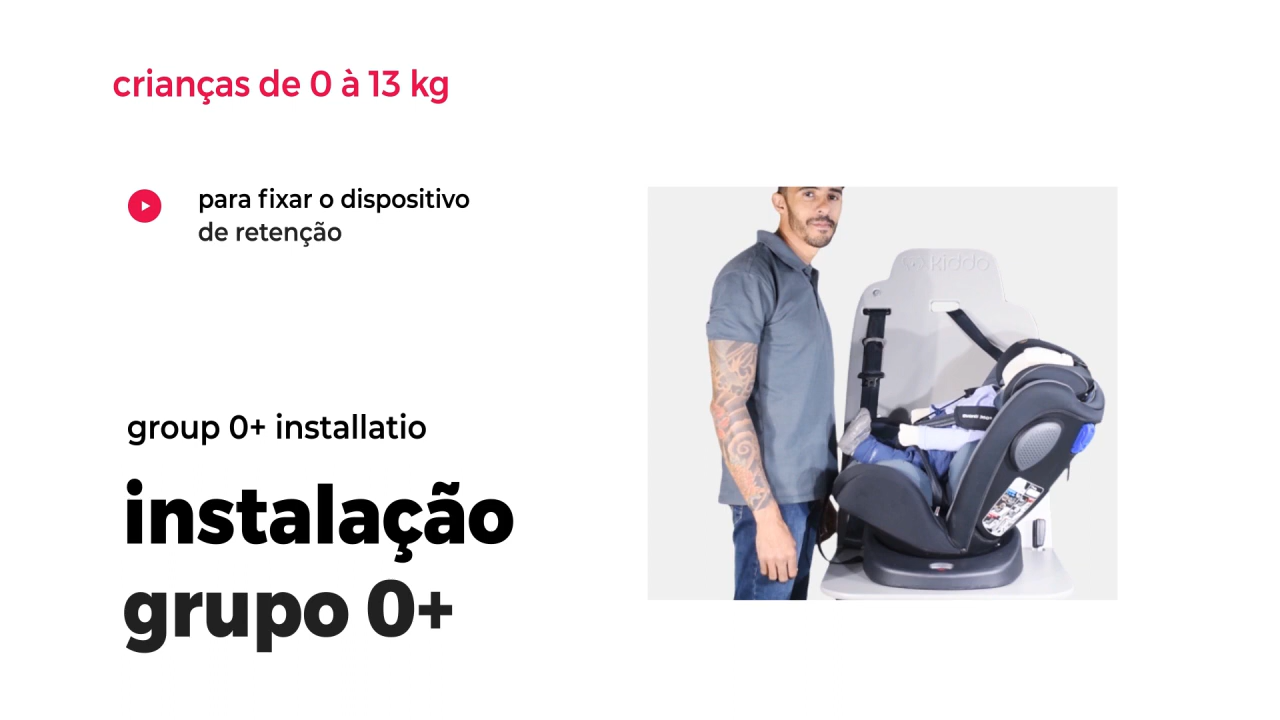 crianças de 0 à 13 kg
para fixar o dispositivo
de retenção
group 0+ installatio
instalação
grupo 0+
kiddo